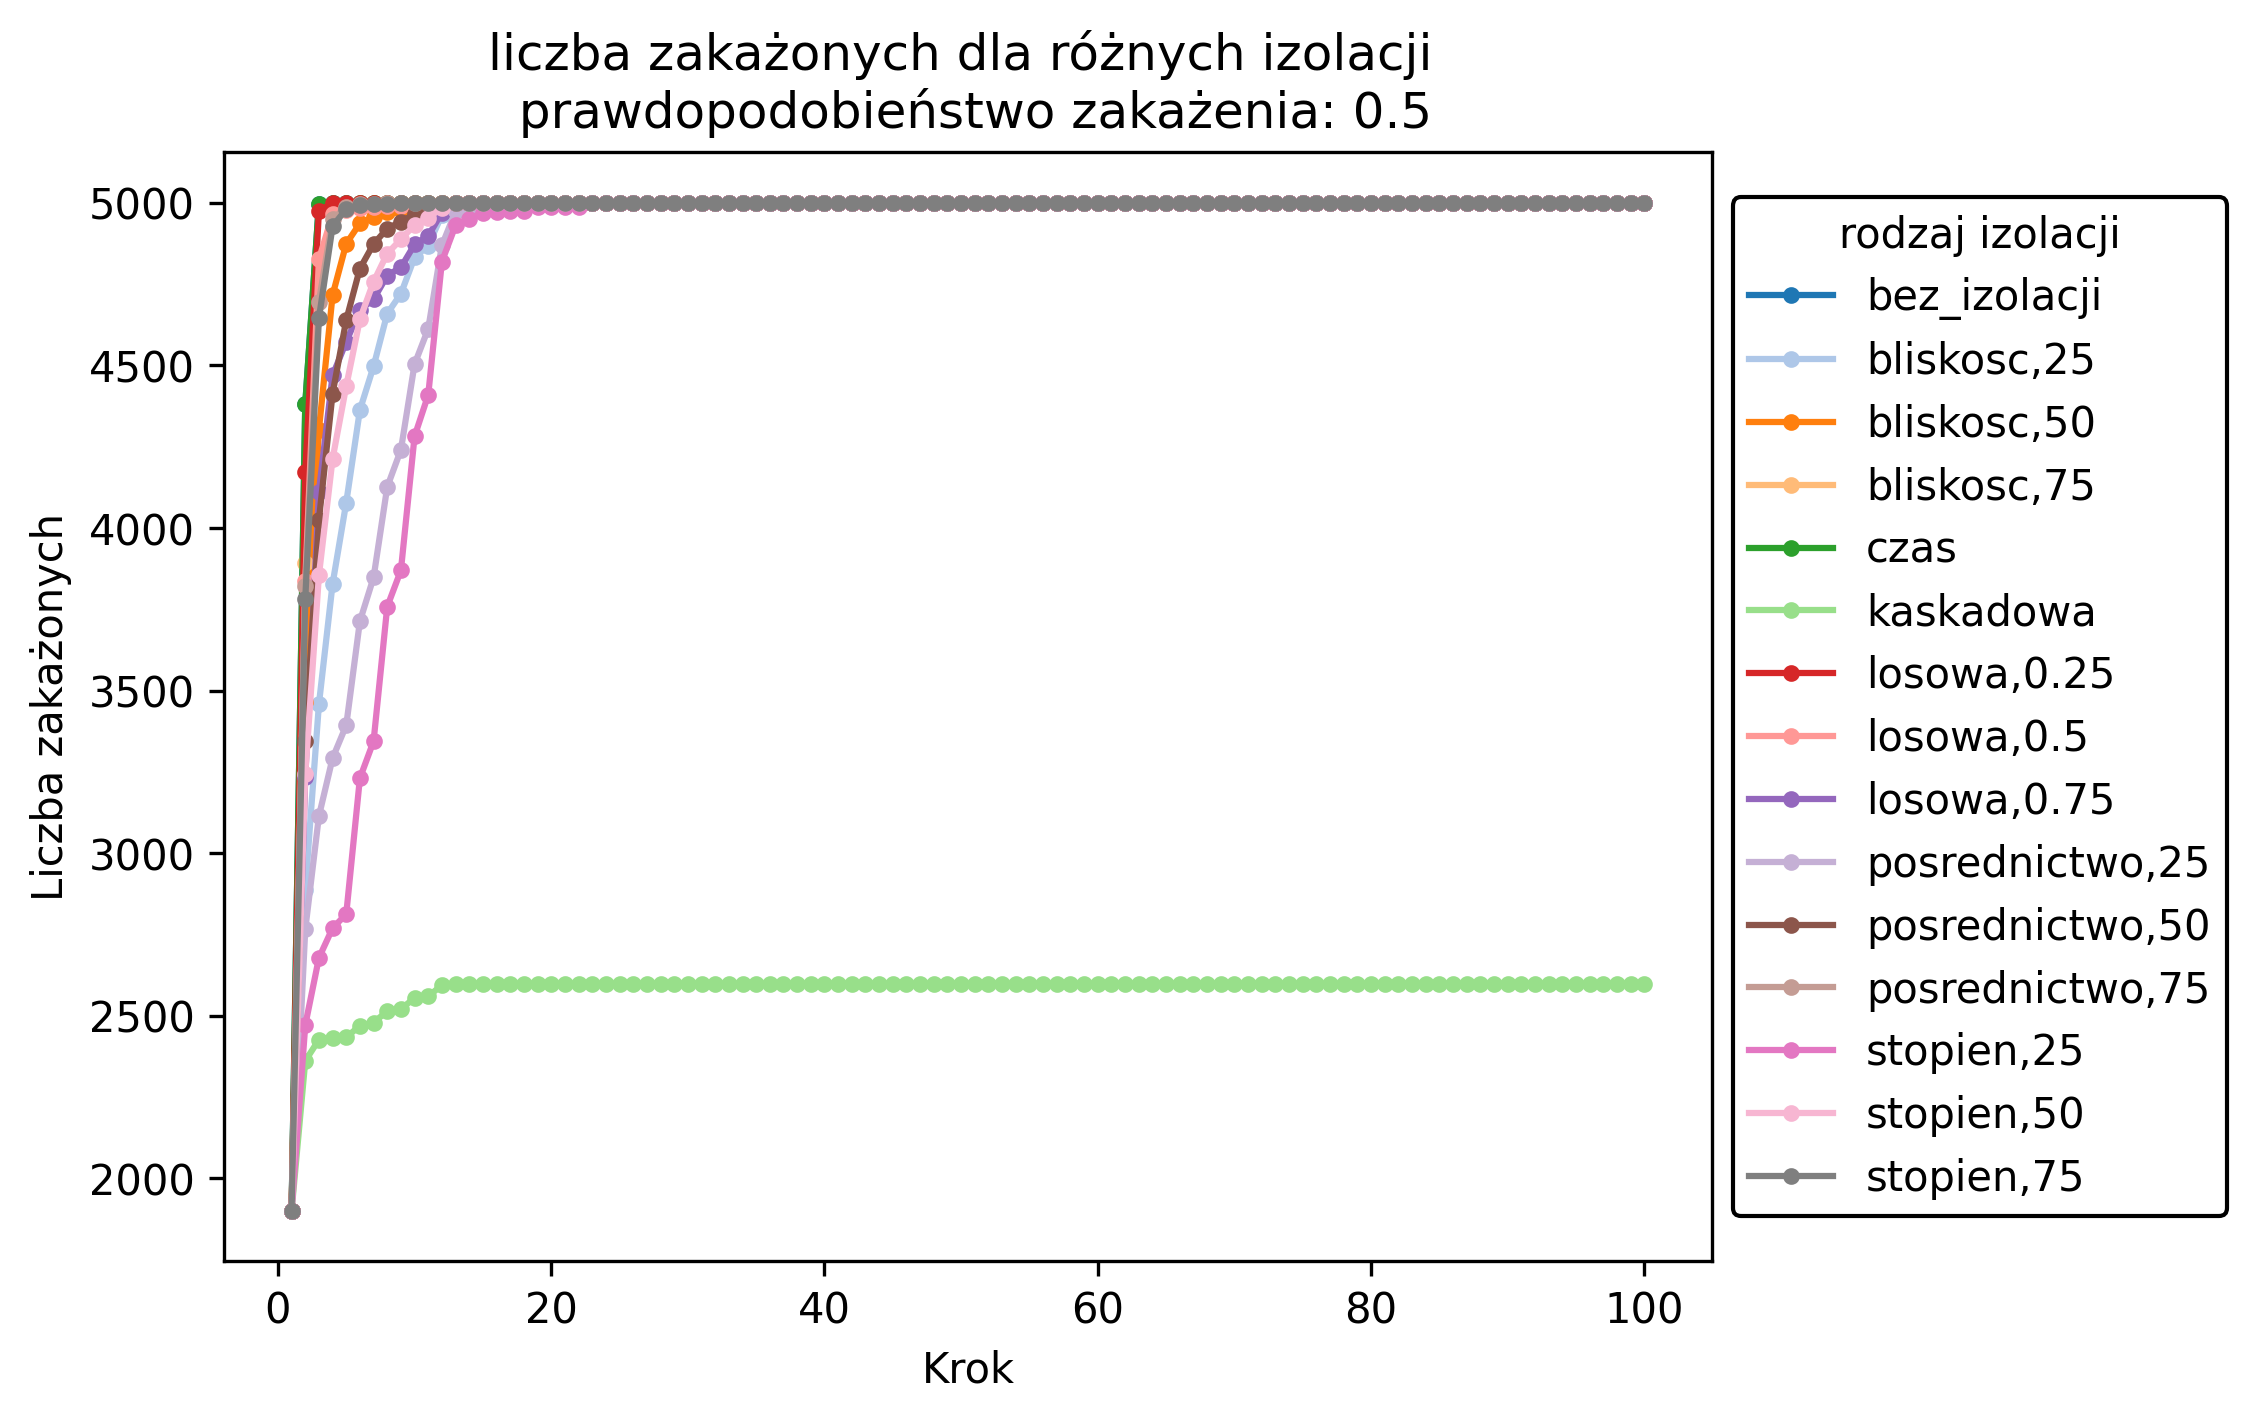 liczba zakażonych dla różnych izolacji
prawdopodobieństwo zakażenia: 0.5
Liczba zakażonych
5000
4500
4000
3500
3000
2500
2000
0
20
40
60
80
100
Krok
rodzaj izolacji
bez_izolacji
bliskosc,25
bliskosc,50
bliskosc,75
czas
kaskadowa
losowa,0.25
losowa,0.5
losowa,0.75
posrednictwo,25
posrednictwo,50
posrednictwo,75
stopien,25
stopien,50
stopien,75